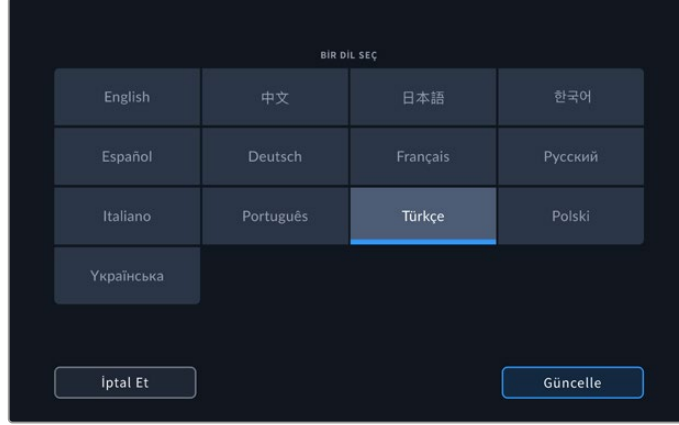 BİR DİL SEÇ
English 中文 日本語 한국어
Español Deutsch Français Русский
Italiano Português Türkçe Polski
Українська
İptal Et Güncelle